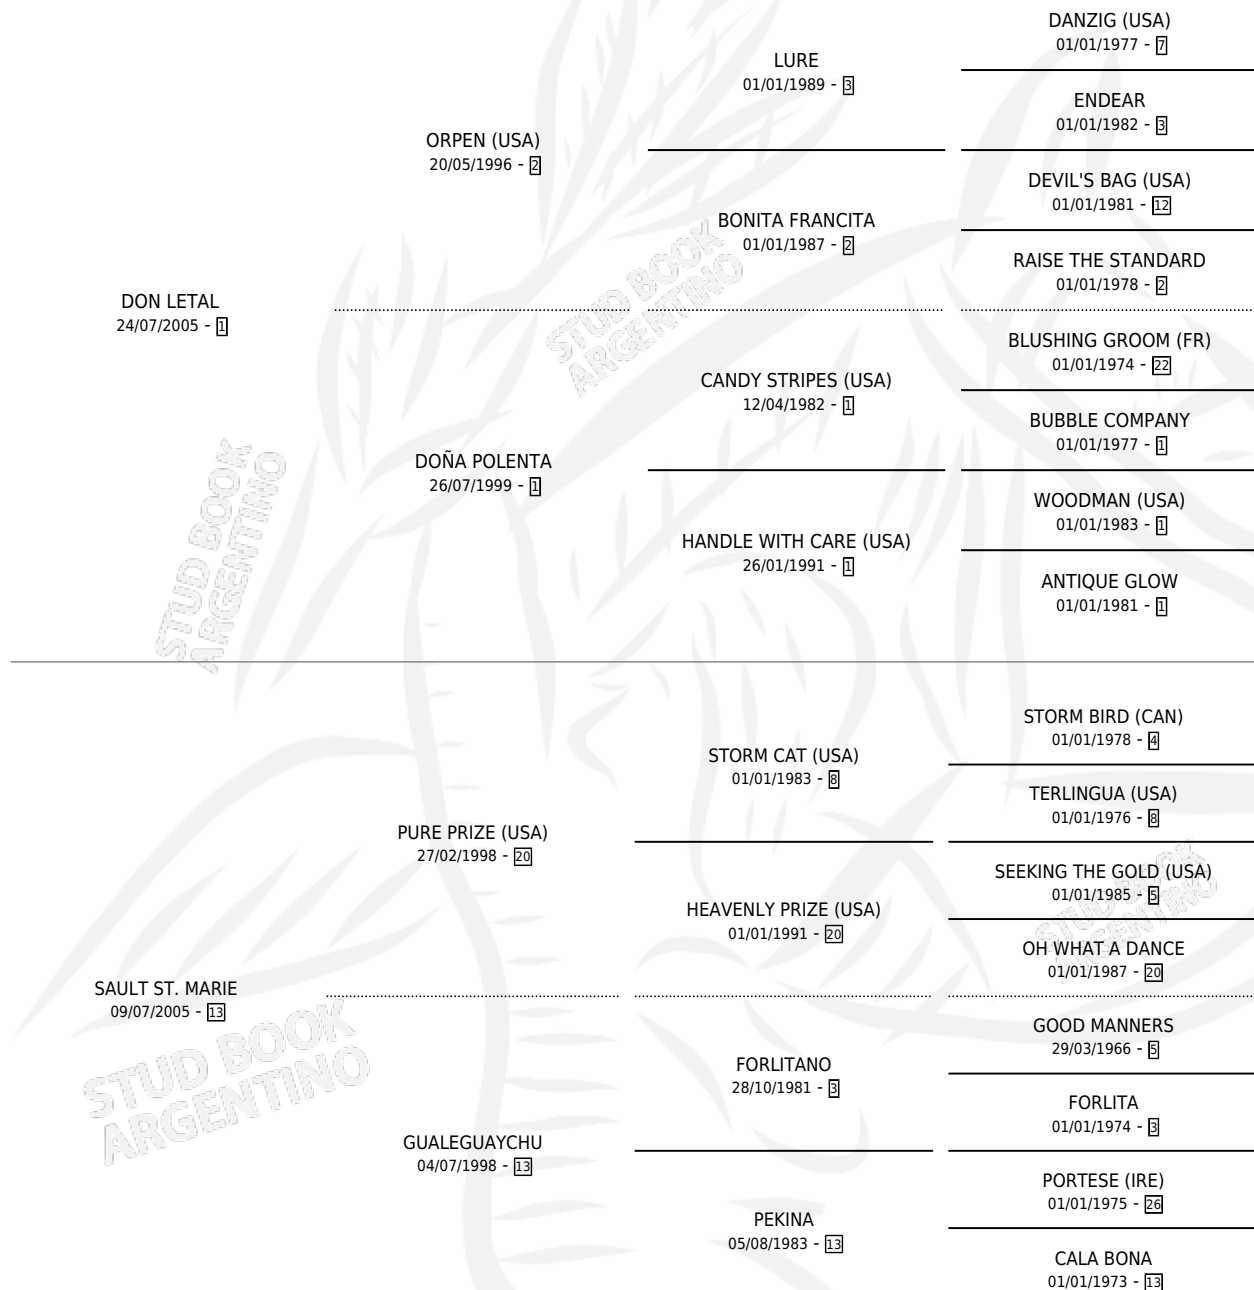 DANZIG (USA)
01/01/1977 - 7
LURE
01/01/1989 - 3
ENDEAR
01/01/1982 - 3
ORPEN (USA)
20/05/1996 - 2
DEVIL'S BAG (USA)
01/01/1981 - 12
BONITA FRANCITA
01/01/1987 - 2
RAISE THE STANDARD
01/01/1978 - 2
DON LETAL
24/07/2005 - 1
BLUSHING GROOM (FR)
01/01/1974 - 22
CANDY STRIPES (USA)
12/04/1982 - 1
BUBBLE COMPANY
01/01/1977 - 1
DOÑA POLENTA
26/07/1999 - 1
WOODMAN (USA)
01/01/1983 - 1
HANDLE WITH CARE (USA)
26/01/1991 - 1
ANTIQUE GLOW
01/01/1981 - 1
STORM BIRD (CAN)
01/01/1978 - 4
STORM CAT (USA)
01/01/1983 - 8
TERLINGUA (USA)
01/01/1976 - 8
PURE PRIZE (USA)
27/02/1998 - 20
SEEKING THE GOLD (USA)
01/01/1985 - 5
HEAVENLY PRIZE (USA)
01/01/1991 - 20
OH WHAT A DANCE
01/01/1987 - 20
SAULT ST. MARIE
09/07/2005 - 13
GOOD MANNERS
29/03/1966 - 5
FORLITANO
28/10/1981 - 3
FORLITA
01/01/1974 - 3
GUALEGUAYCHU
04/07/1998 - 13
PORTESE (IRE)
01/01/1975 - 26
PEKINA
05/08/1983 - 13
CALA BONA
01/01/1973 - 13
STUD BOOK
ARGENTINO
STUD BOOK
ARGENTINO
STUD BOOK
ARGENTINO
STUD BOOK
ARGENTINO